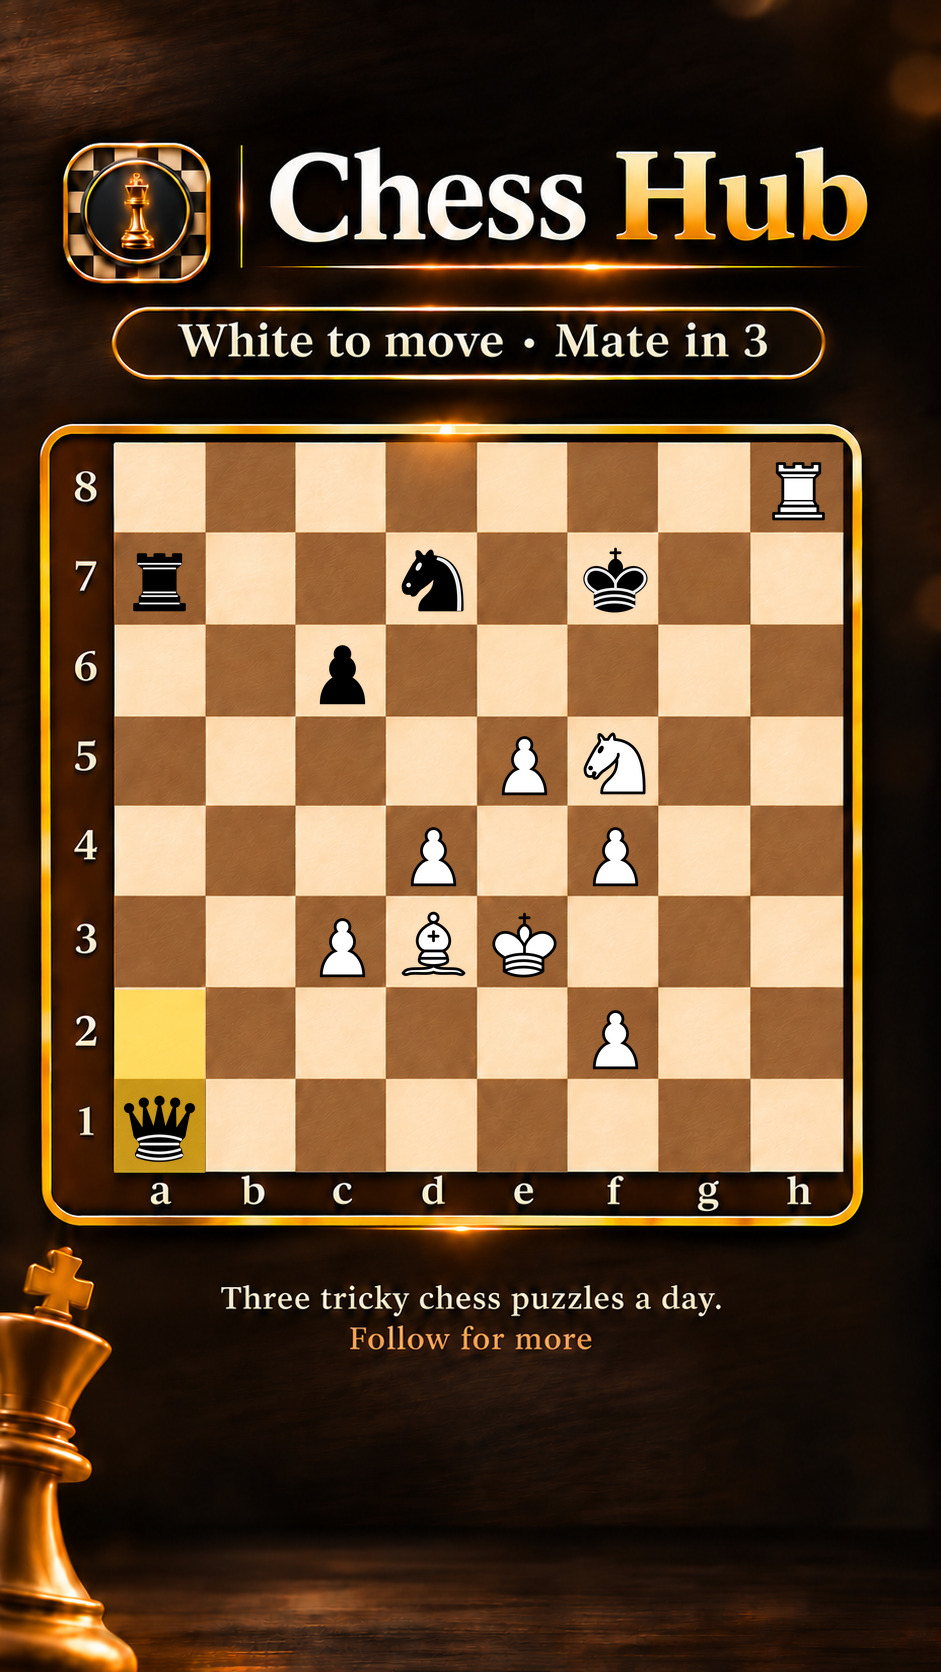 Chess Hub
White to move • Mate in 3
8
7
6
5
4
3
2
1
a b c d e f g h
Three tricky chess puzzles a day.
Follow for more